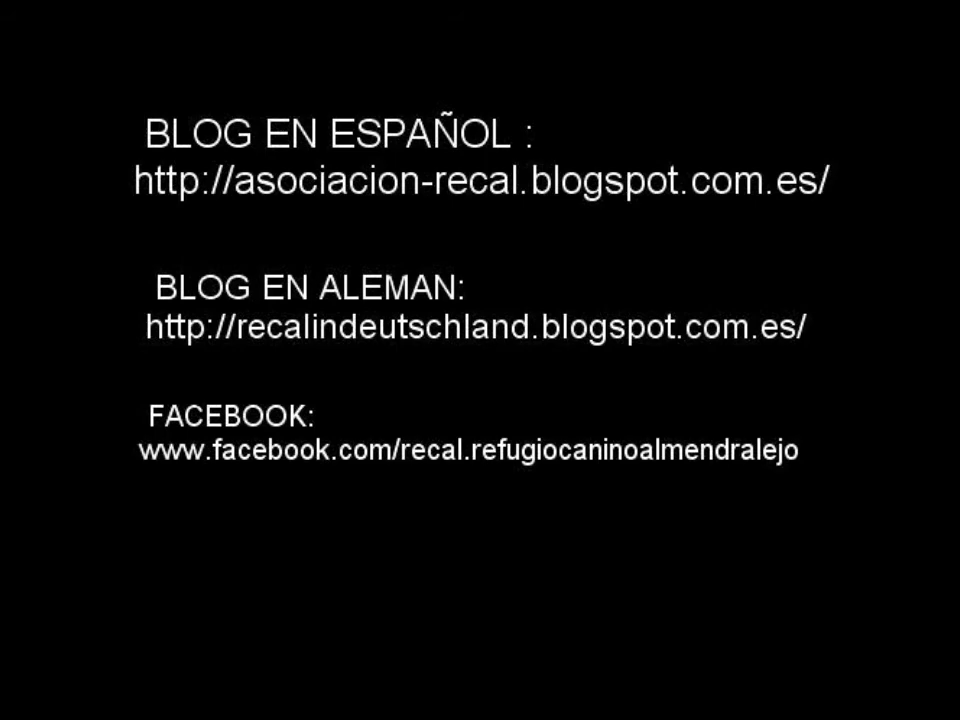 BLOG EN ESPAÑOL :
http://asociacion-recal.blogspot.com.es/
BLOG EN ALEMAN:
http://recalindeutschland.blogspot.com.es/
FACEBOOK:
www.facebook.com/recal.refugiocaninoalmendralejo